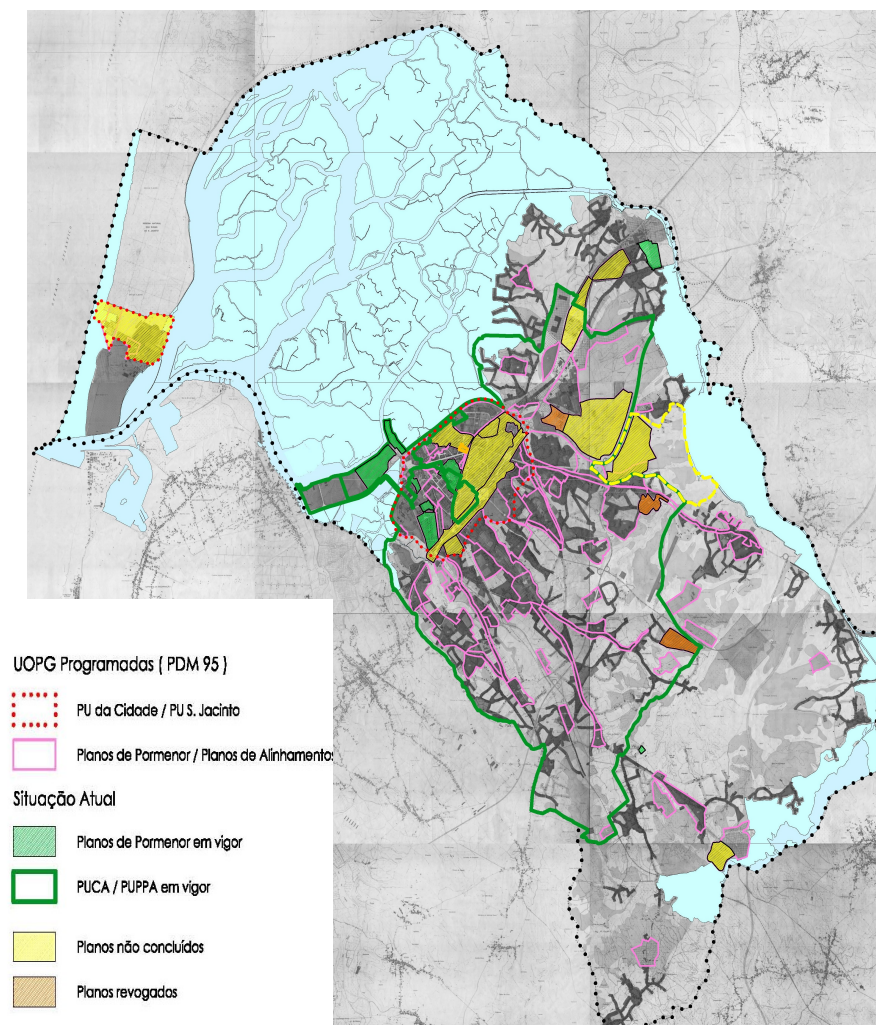 UOPG Programadas ( PDM 95 )
PU da Cidade / PU S. Jacinto
Planos de Pormenor / Planos de Alinhamentos
Situação Atual
Planos de Pormenor em vigor
PUCA / PUPPA em vigor
Planos não concluídos
Planos revogados